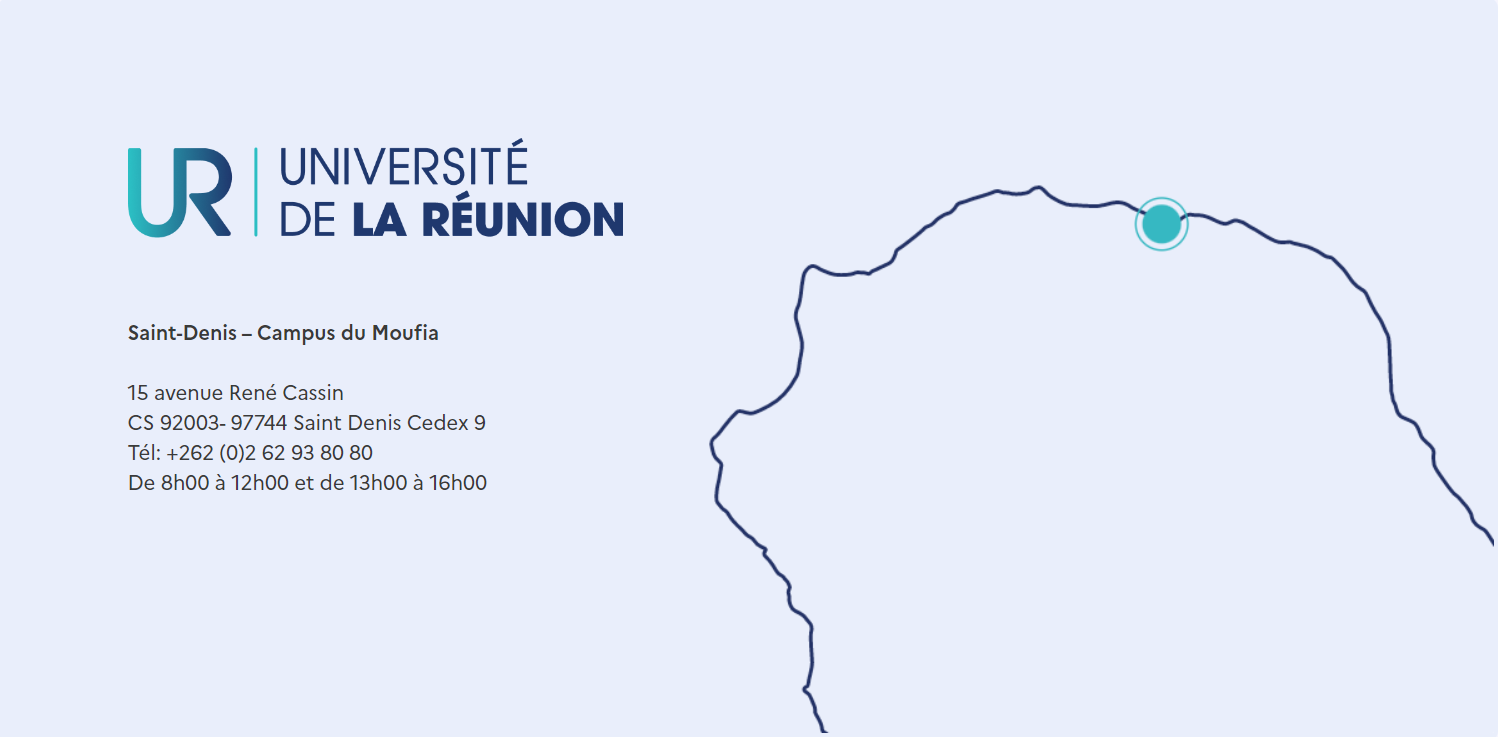 UR
UNIVERSITÉ
DE LA RÉUNION
Saint-Denis – Campus du Moufia
15 avenue René Cassin
CS 92003- 97744 Saint Denis Cedex 9
Tél: +262 (0)2 62 93 80 80
De 8h00 à 12h00 et de 13h00 à 16h00